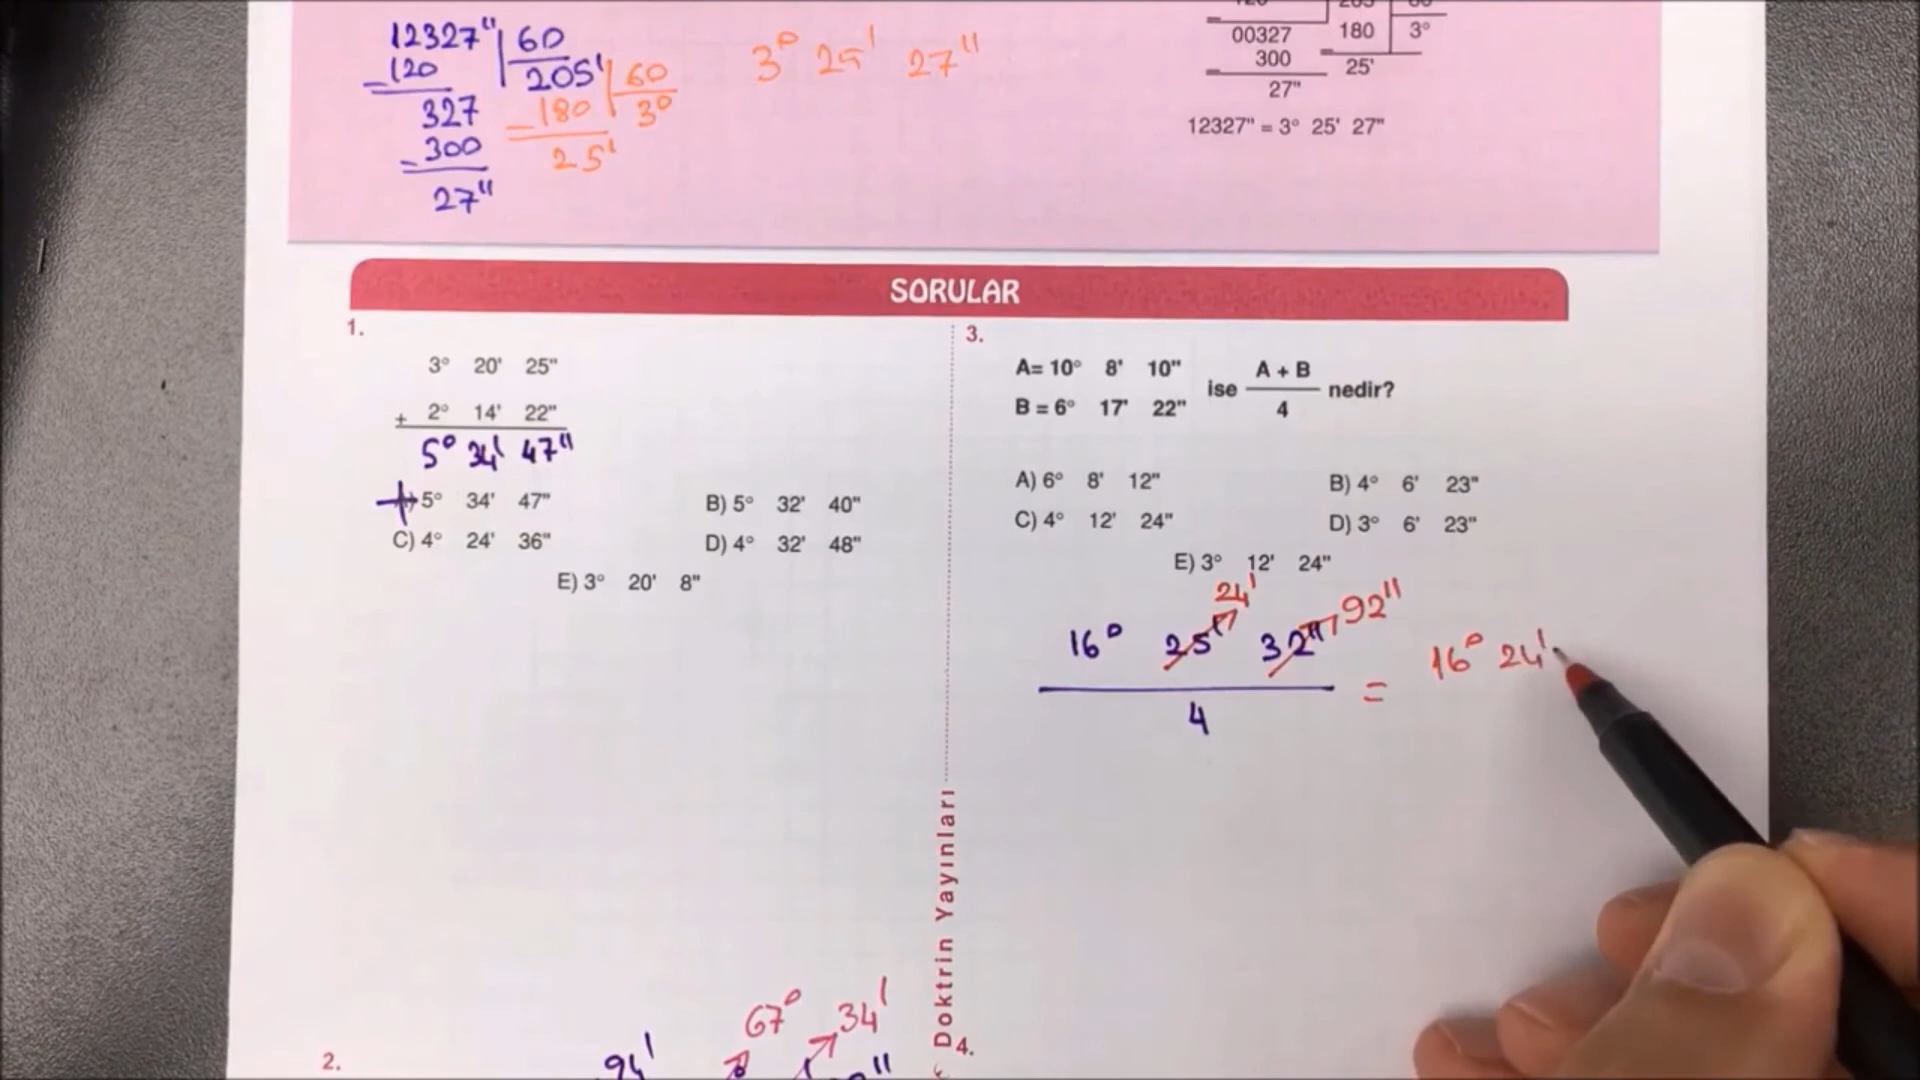 12327" 60
- 120 205' 60
327 - 180 3°
- 300 25'
27"
3° 25' 27"
00327 180 3°
300 25'
27"
12327" = 3° 25' 27"
SORULAR
1.
3° 20' 25"
+ 2° 14' 22"
5° 34' 47"
5° 34' 47"
B) 5° 32' 40"
C) 4° 24' 36"
D) 4° 32' 48"
E) 3° 20' 8"
3.
A= 10° 8' 10"
B = 6° 17' 22"
ise A + B / 4 nedir?
A) 6° 8' 12"
B) 4° 6' 23"
C) 4° 12' 24"
D) 3° 6' 23"
E) 3° 12' 24"
24' 92"
16° 25' 32"
4
= 16° 24'
Doktrin Yayınları
67° 34'
2.
94'
4.